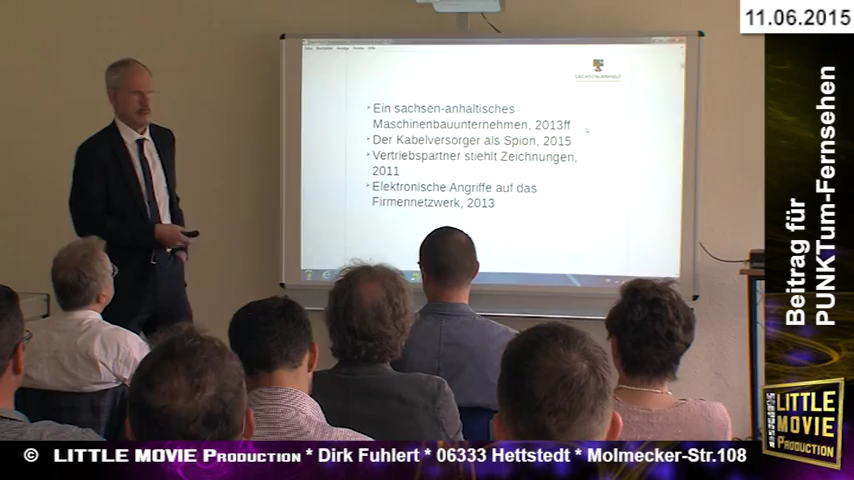 11.06.2015
SACHSEN-ANHALT
Ein sachsen-anhaltisches
Maschinenbauunternehmen, 2013ff
Der Kabelversorger als Spion, 2015
Vertriebspartner stiehlt Zeichnungen,
2011
Elektronische Angriffe auf das
Firmennetzwerk, 2013
Beitrag für
PUNKTum-Fernsehen
LITTLE
MOVIE
PRODUCTION
© LITTLE MOVIE PRODUCTION * Dirk Fuhlert * 06333 Hettstedt * Molmecker-Str.108